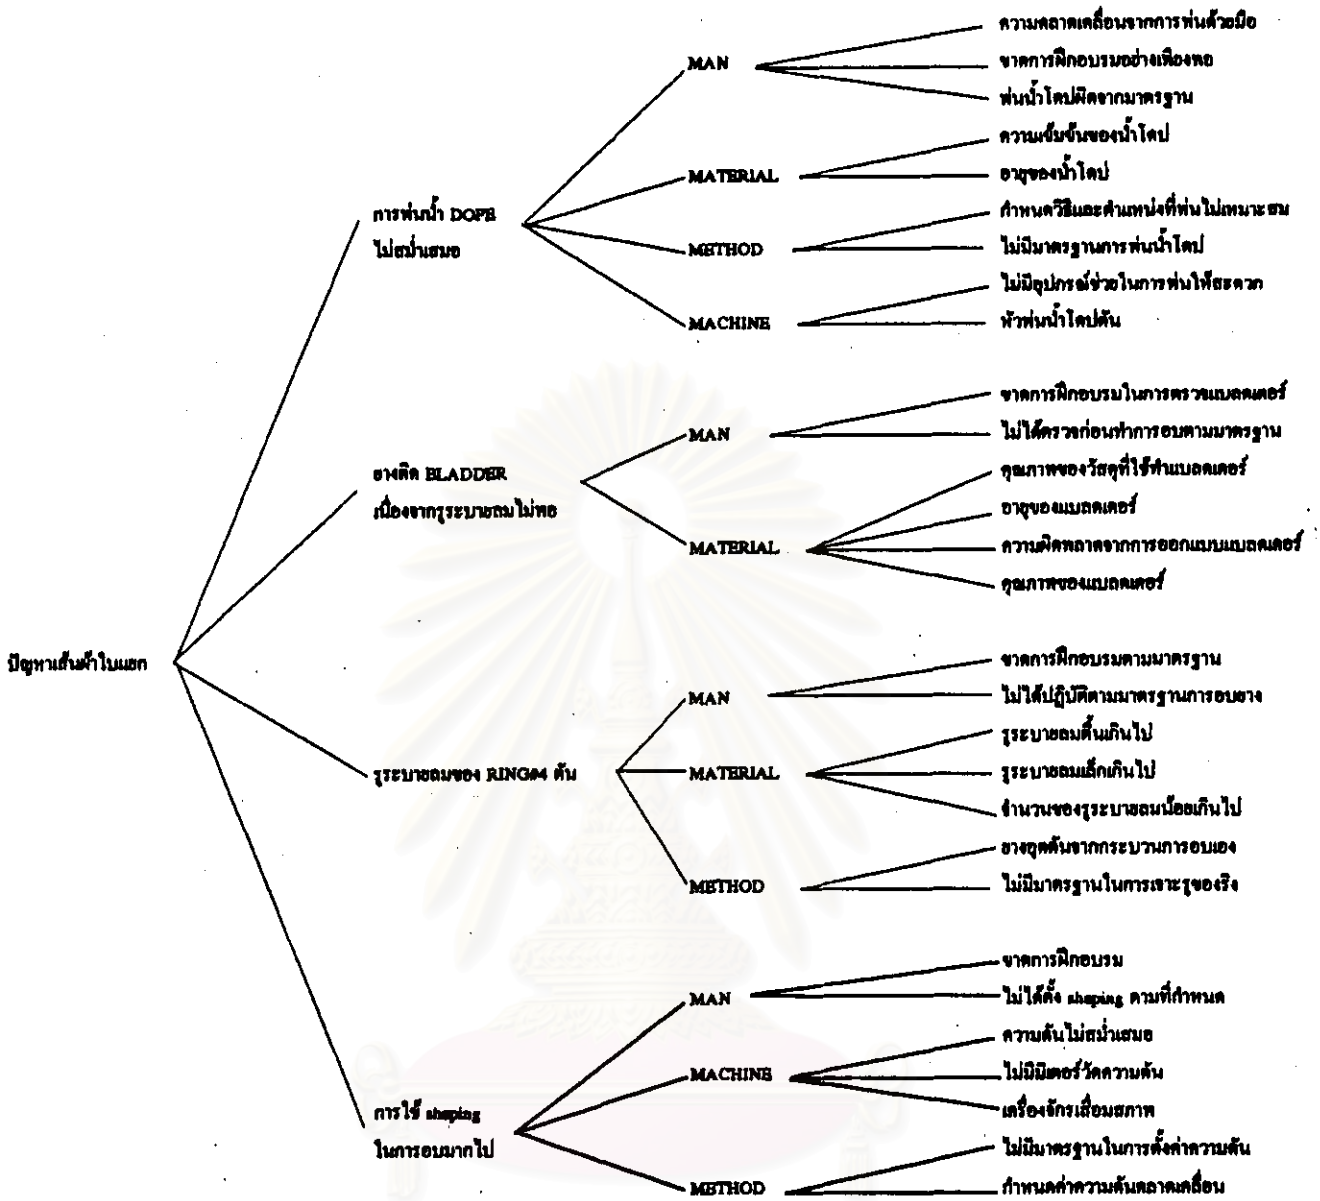 ปัญหาเส้นผ้าใบแยก
การพ่นน้ำ DOPE
ไม่สม่ำเสมอ
MAN
ความคลาดเคลื่อนจากการพ่นด้วยมือ
ขาดการฝึกอบรมอย่างเพียงพอ
พ่นน้ำโดปผิดจากมาตรฐาน
MATERIAL
ความเข้มข้นของน้ำโดป
อายุของน้ำโดป
METHOD
กำหนดวิธีและตำแหน่งที่พ่นไม่เหมาะสม
ไม่มีมาตรฐานการพ่นน้ำโดป
MACHINE
ไม่มีอุปกรณ์ช่วยในการพ่นให้สะดวก
หัวพ่นน้ำโดปตัน
ยางติด BLADDER
เนื่องจากรูระบายลมไม่พอ
MAN
ขาดการฝึกอบรมในการตรวจแบลดเดอร์
ไม่ได้ตรวจก่อนทำการอบตามมาตรฐาน
MATERIAL
คุณภาพของวัสดุที่ใช้ทำแบลดเดอร์
อายุของแบลดเดอร์
ความผิดพลาดจากการออกแบบแบลดเดอร์
คุณภาพของแบลดเดอร์
รูระบายลมของ RING#4 ตัน
MAN
ขาดการฝึกอบรมตามมาตรฐาน
ไม่ได้ปฏิบัติตามมาตรฐานการอบยาง
MATERIAL
รูระบายลมตื้นเกินไป
รูระบายลมเล็กเกินไป
จำนวนของรูระบายลมน้อยเกินไป
METHOD
ยางอุดตันจากกระบวนการอบเอง
ไม่มีมาตรฐานในการเจาะรูของริง
การใช้ shaping
ในการอบมากไป
MAN
ขาดการฝึกอบรม
ไม่ได้ตั้ง shaping ตามที่กำหนด
MACHINE
ความดันไม่สม่ำเสมอ
ไม่มีมิเตอร์วัดความดัน
เครื่องจักรเสื่อมสภาพ
METHOD
ไม่มีมาตรฐานในการตั้งค่าความดัน
กำหนดค่าความดันคลาดเคลื่อน